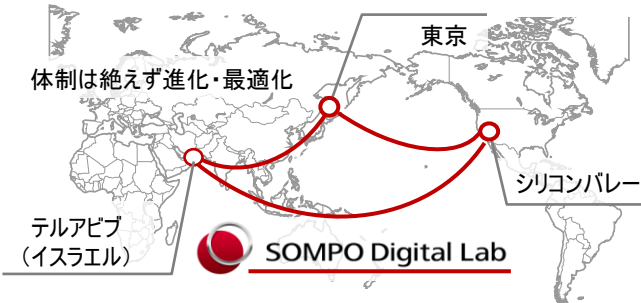 東京
体制は絶えず進化・最適化
シリコンバレー
テルアビブ
（イスラエル）
SOMPO Digital Lab